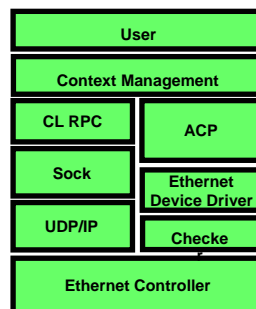 User
Context Management
CL RPC
ACP
Sock
Ethernet
Device Driver
UDP/IP
Checke
r
Ethernet Controller